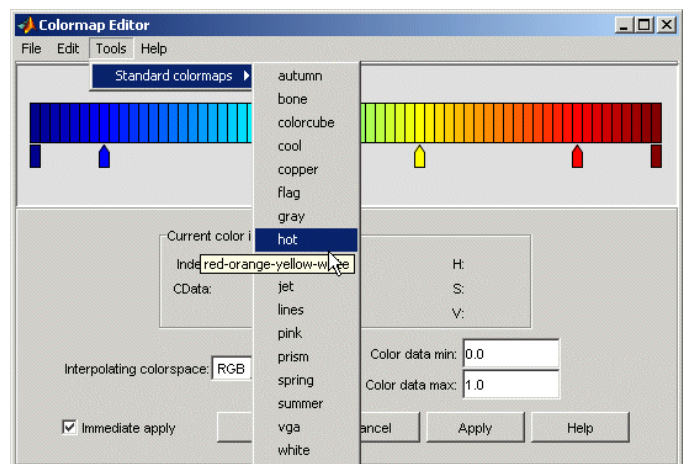 Colormap Editor
File Edit Tools Help
Standard colormaps
autumn
bone
colorcube
cool
copper
flag
gray
hot
red-orange-yellow-
jet
lines
pink
prism
spring
summer
vga
white
Current color i
Inde
CData:
H:
S:
V:
Interpolating colorspace: RGB
Color data min: 0.0
Color data max: 1.0
Immediate apply
ancel
Apply
Help